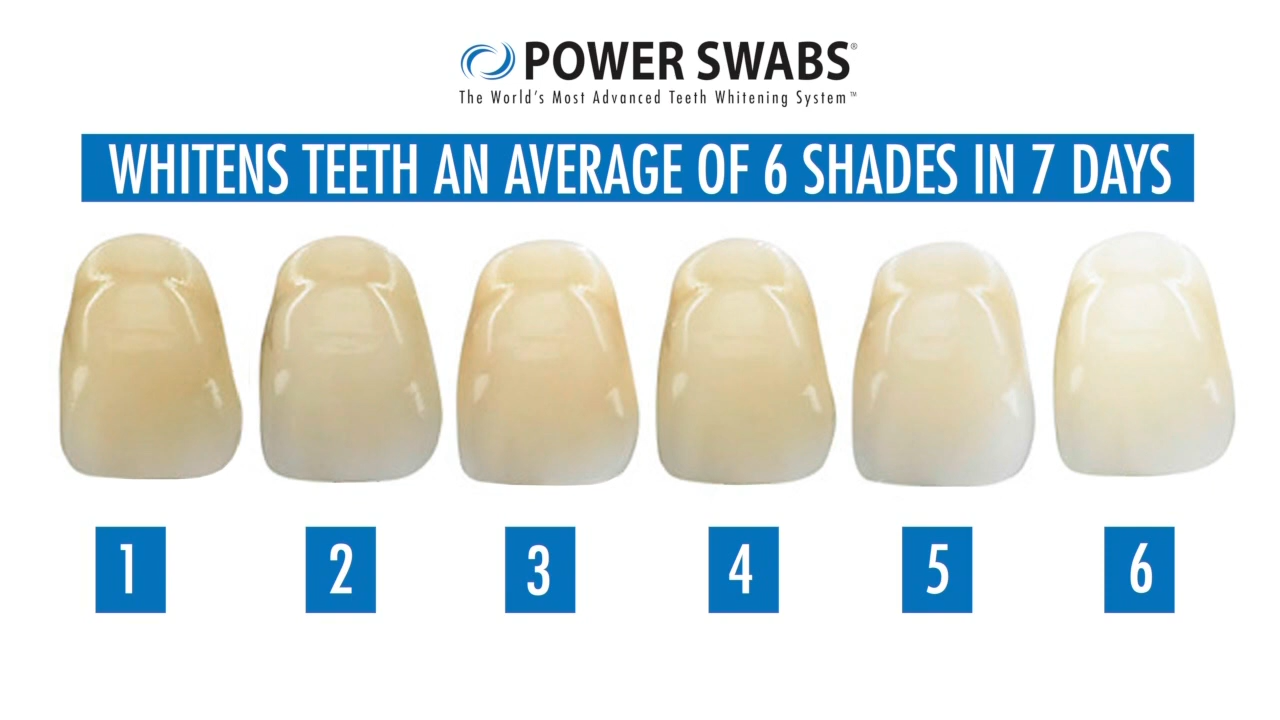 POWER SWABS®
The World's Most Advanced Teeth Whitening System™
WHITENS TEETH AN AVERAGE OF 6 SHADES IN 7 DAYS
1 2 3 4 5 6